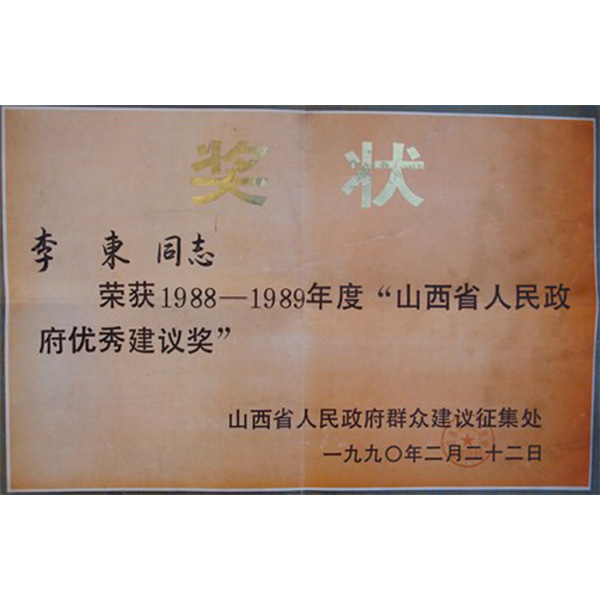 奖 状
李 東 同志
荣获1988—1989年度“山西省人民政
府优秀建议奖”
山西省人民政府群众建议征集处
一九九〇年二月二十二日